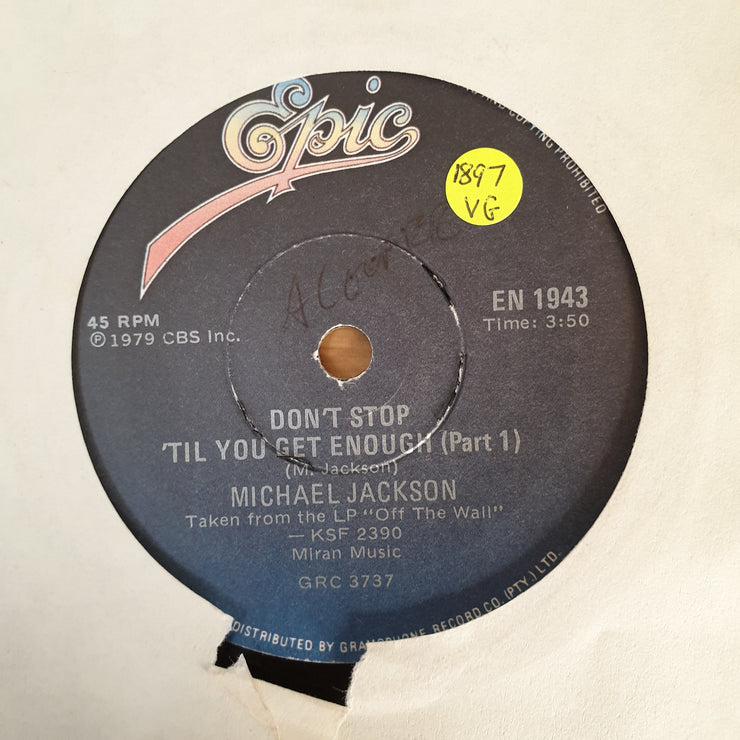 Epic
AND COPYING PROHIBITED
1897
VG
45 RPM
Ⓟ 1979 CBS Inc.
EN 1943
Time: 3:50
DON'T STOP
'TIL YOU GET ENOUGH (Part 1)
(M. Jackson)
MICHAEL JACKSON
Taken from the LP "Off The Wall"
— KSF 2390
Miran Music
GRC 3737
DISTRIBUTED BY GRAMOPHONE RECORD CO. (PTY.) LTD.